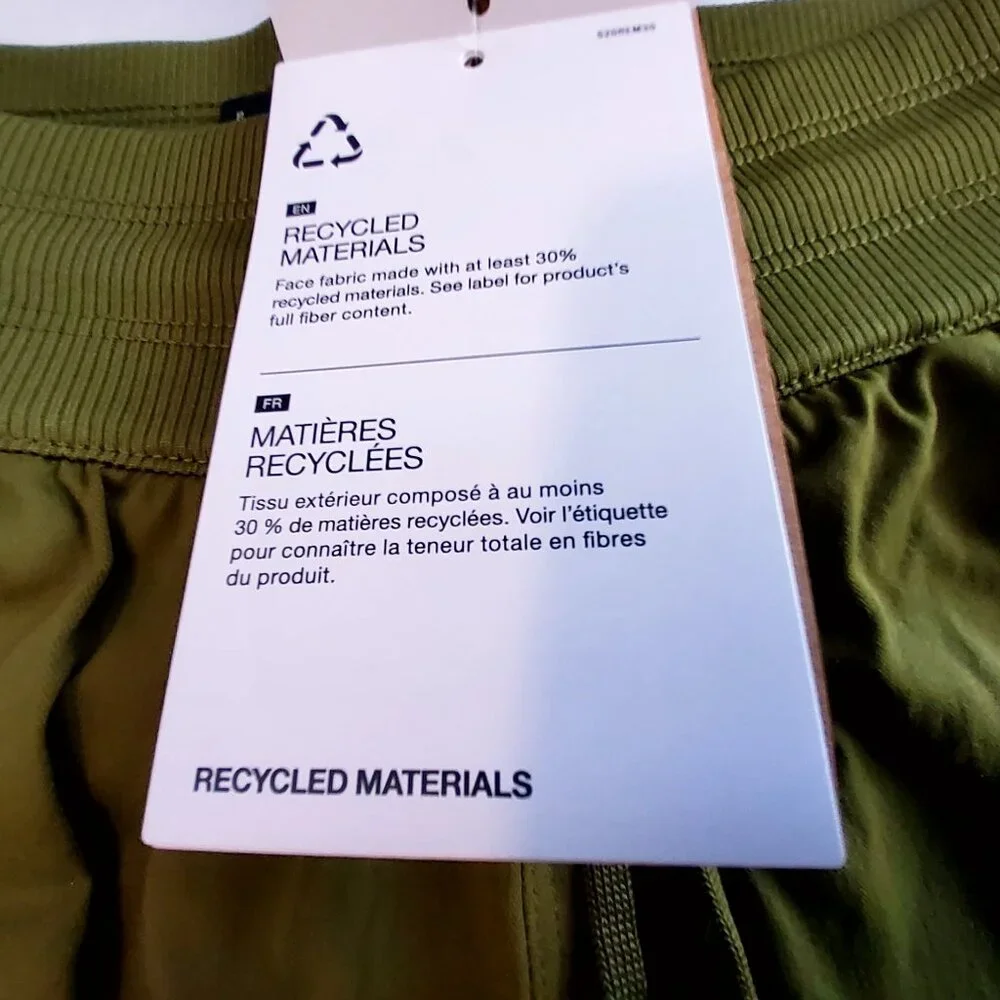 EN
RECYCLED
MATERIALS
Face fabric made with at least 30%
recycled materials. See label for product's
full fiber content.
FR
MATIÈRES
RECYCLÉES
Tissu extérieur composé à au moins
30 % de matières recyclées. Voir l'étiquette
pour connaître la teneur totale en fibres
du produit.
RECYCLED MATERIALS